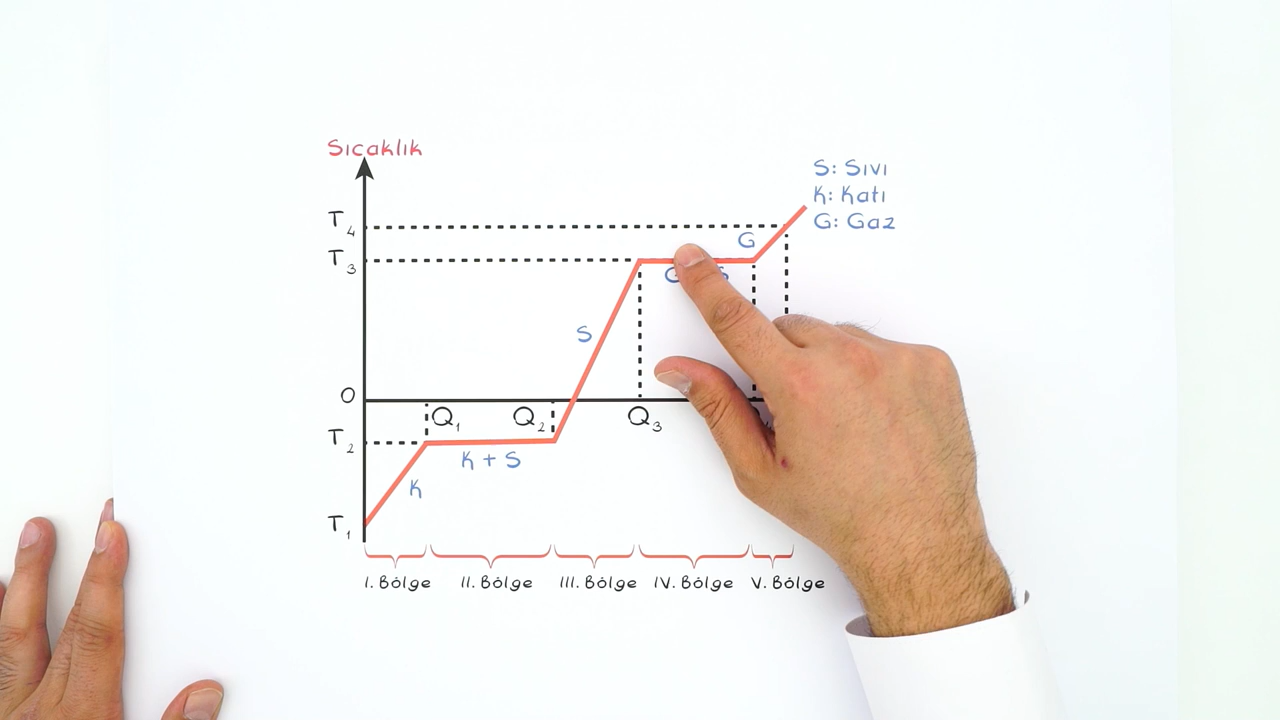 Sıcaklık
S: Sıvı
K: Katı
G: Gaz
T4
T3
G
S
S
O
Q1 Q2 Q3
T2
K + S
K
T1
I. Bölge II. Bölge III. Bölge IV. Bölge V. Bölge